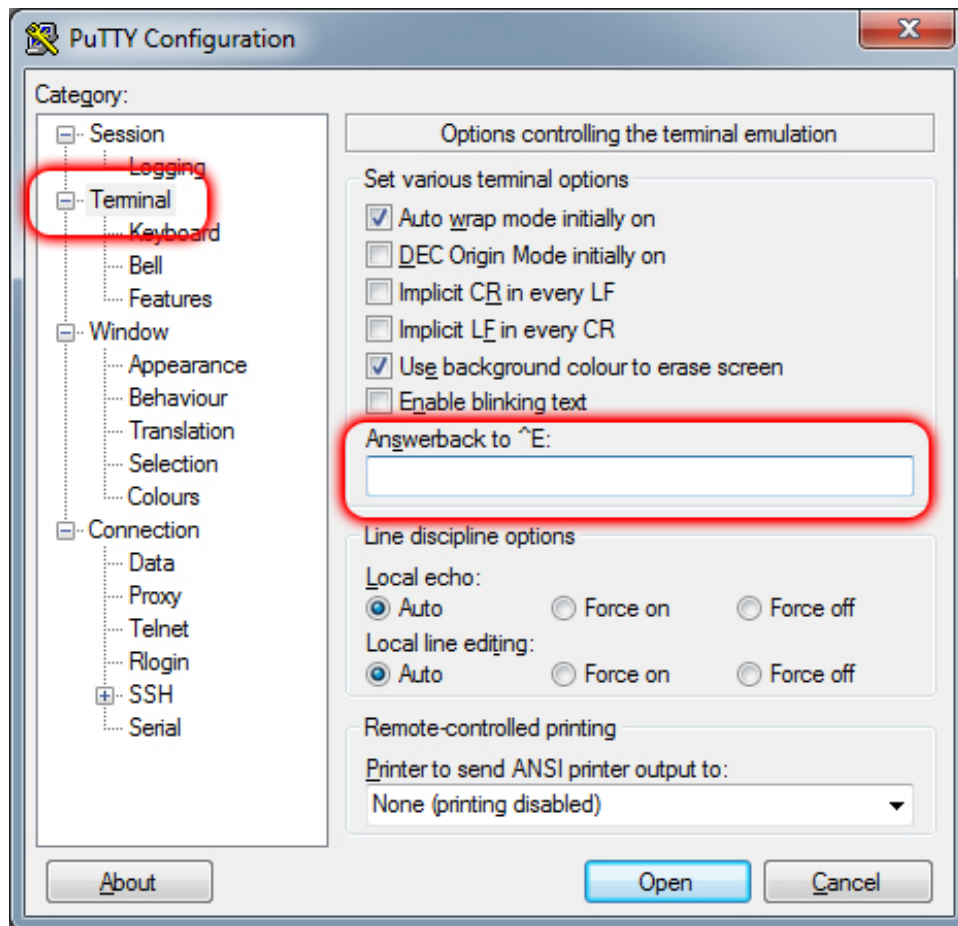 PuTTY Configuration
Category:
Session
Logging
Terminal
Keyboard
Bell
Features
Window
Appearance
Behaviour
Translation
Selection
Colours
Connection
Data
Proxy
Telnet
Rlogin
SSH
Serial
Options controlling the terminal emulation
Set various terminal options
Auto wrap mode initially on
DEC Origin Mode initially on
Implicit CR in every LF
Implicit LF in every CR
Use background colour to erase screen
Enable blinking text
Answerback to ^E:
Line discipline options
Local echo:
Auto Force on Force off
Local line editing:
Auto Force on Force off
Remote-controlled printing
Printer to send ANSI printer output to:
None (printing disabled)
About Open Cancel